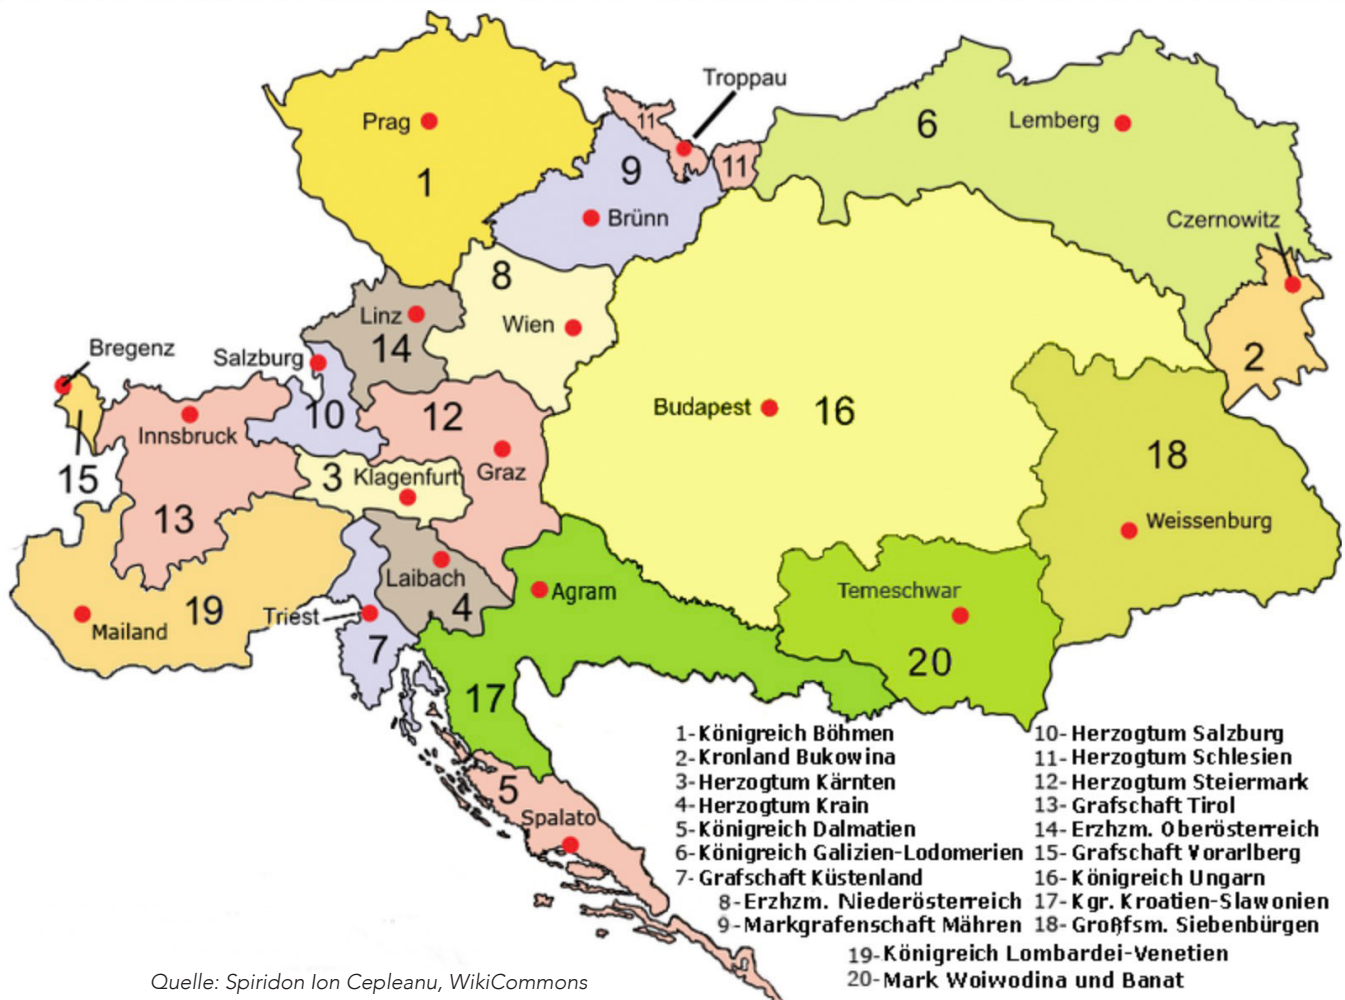 Troppau
Prag
11
6
Lemberg
9
11
1
Brünn
Czernowitz
8
Linz
Wien
14
Bregenz
Salzburg
2
10
12
Budapest
16
Innsbruck
18
15
3
Klagenfurt
Graz
13
Weissenburg
Laibach
Agram
Temeschwar
19
Triest
4
Mailand
7
20
17
5
Spalato
1-Königreich Böhmen
2-Kronland Bukowina
3-Herzogtum Kärnten
4-Herzogtum Krain
5-Königreich Dalmatien
6-Königreich Galizien-Lodomerien
7-Grafschaft Küstenland
8-Erzhzm. Niederösterreich
9-Markgrafenschaft Mähren
10-Herzogtum Salzburg
11-Herzogtum Schlesien
12-Herzogtum Steiermark
13-Grafschaft Tirol
14-Erzhzm. Oberösterreich
15-Grafschaft Vorarlberg
16-Königreich Ungarn
17-Kgr. Kroatien-Slawonien
18-Großfsm. Siebenbürgen
19-Königreich Lombardei-Venetien
20-Mark Woiwodina und Banat
Quelle: Spiridon Ion Cepleanu, WikiCommons